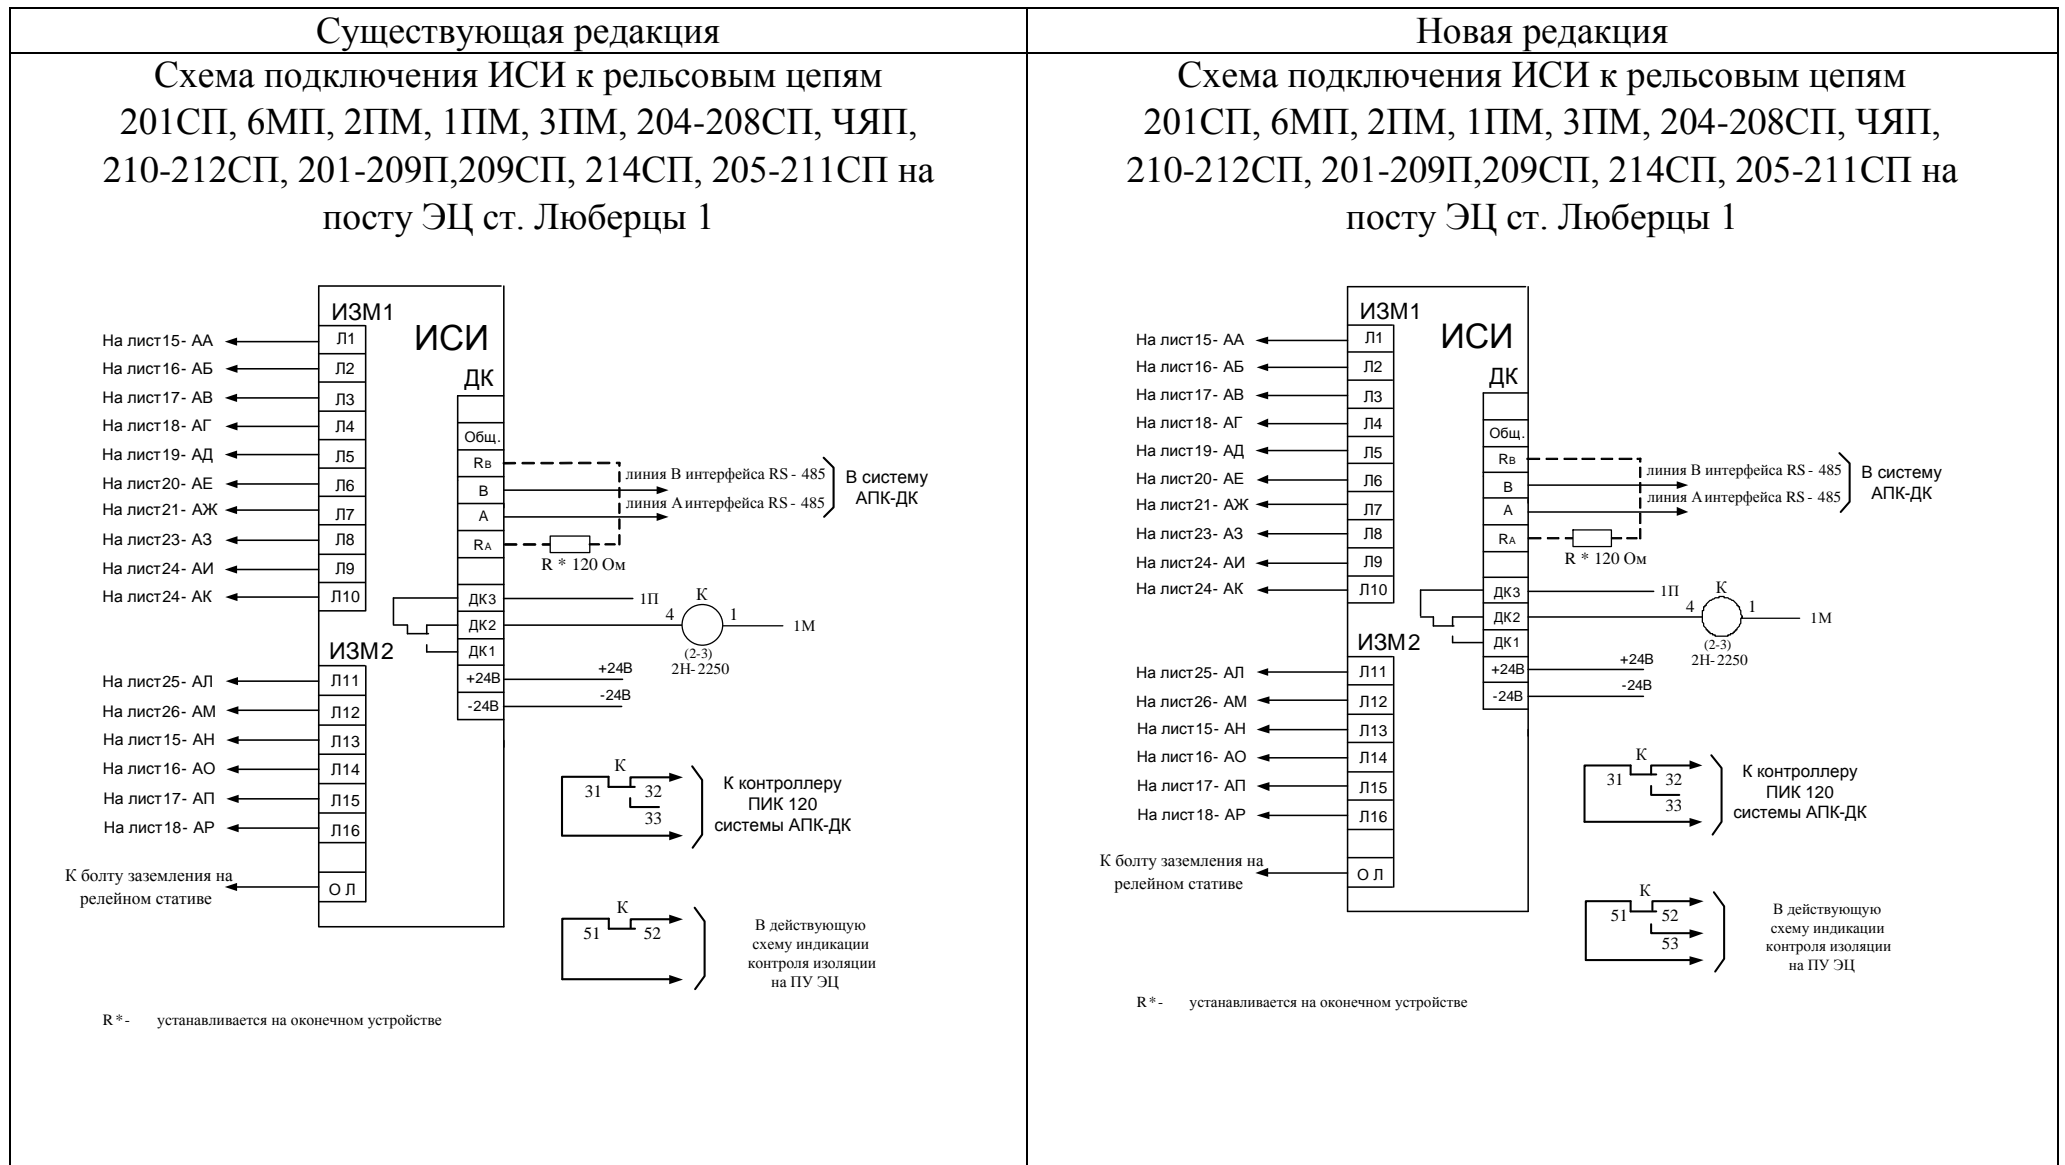 Существующая редакция
Схема подключения ИСИ к рельсовым цепям
201СП, 6МП, 2ПМ, 1ПМ, 3ПМ, 204-208СП, ЧЯП,
210-212СП, 201-209П,209СП, 214СП, 205-211СП на
посту ЭЦ ст. Люберцы 1
ИЗМ1
ИСИ
ДК
На лист15- АА
Л1
На лист16- АБ
Л2
На лист17- АВ
Л3
На лист18- АГ
Л4
На лист19- АД
Л5
На лист20- АЕ
Л6
На лист21- АЖ
Л7
На лист23- АЗ
Л8
На лист24- АИ
Л9
На лист24- АК
Л10
Общ.
RВ
В
А
RА
линия В интерфейса RS - 485
линия А интерфейса RS - 485
В систему
АПК-ДК
R * 120 Ом
ДК3
1П
ДК2
4
К
1
1М
(2-3)
2Н-2250
ДК1
+24В
+24В
-24В
-24В
ИЗМ2
На лист25- АЛ
Л11
На лист26- АМ
Л12
На лист15- АН
Л13
На лист16- АО
Л14
На лист17- АП
Л15
На лист18- АР
Л16
К болту заземления на
релейном стативе
О Л
К
31
32
33
К контроллеру
ПИК 120
системы АПК-ДК
К
51
52
В действующую
схему индикации
контроля изоляции
на ПУ ЭЦ
R *- устанавливается на оконечном устройстве
Новая редакция
Схема подключения ИСИ к рельсовым цепям
201СП, 6МП, 2ПМ, 1ПМ, 3ПМ, 204-208СП, ЧЯП,
210-212СП, 201-209П,209СП, 214СП, 205-211СП на
посту ЭЦ ст. Люберцы 1
ИЗМ1
ИСИ
ДК
На лист15- АА
Л1
На лист16- АБ
Л2
На лист17- АВ
Л3
На лист18- АГ
Л4
На лист19- АД
Л5
На лист20- АЕ
Л6
На лист21- АЖ
Л7
На лист23- АЗ
Л8
На лист24- АИ
Л9
На лист24- АК
Л10
Общ.
RВ
В
А
RА
линия В интерфейса RS - 485
линия А интерфейса RS - 485
В систему
АПК-ДК
R * 120 Ом
ДК3
1П
ДК2
4
К
1
1М
(2-3)
2Н-2250
ДК1
+24В
+24В
-24В
-24В
ИЗМ2
На лист25- АЛ
Л11
На лист26- АМ
Л12
На лист15- АН
Л13
На лист16- АО
Л14
На лист17- АП
Л15
На лист18- АР
Л16
К болту заземления на
релейном стативе
О Л
К
31
32
33
К контроллеру
ПИК 120
системы АПК-ДК
К
51
52
53
В действующую
схему индикации
контроля изоляции
на ПУ ЭЦ
R *- устанавливается на оконечном устройстве